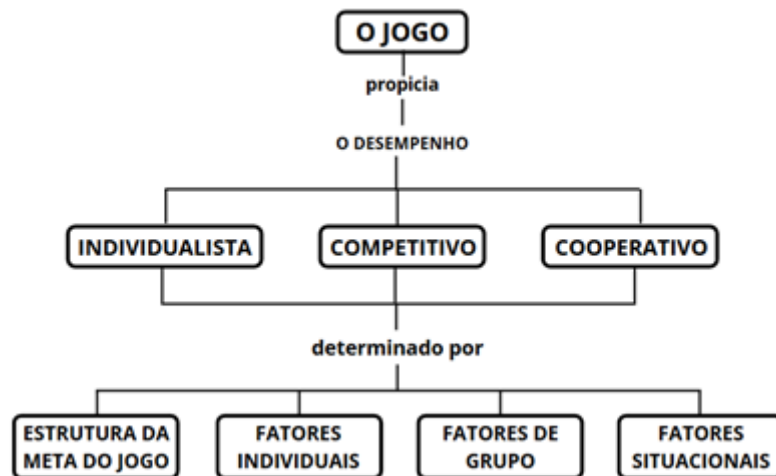 O JOGO
propicia
O DESEMPENHO
INDIVIDUALISTA
COMPETITIVO
COOPERATIVO
determinado por
ESTRUTURA DA
META DO JOGO
FATORES
INDIVIDUAIS
FATORES DE
GRUPO
FATORES
SITUACIONAIS